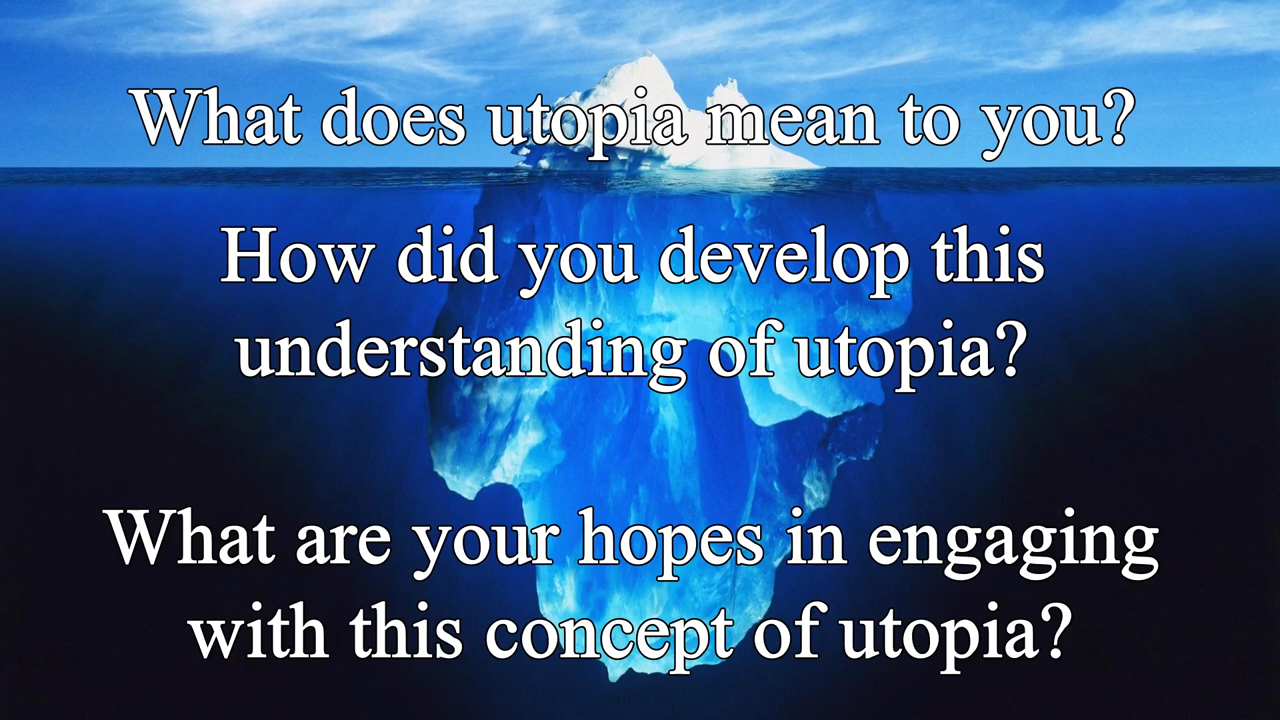 What does utopia mean to you?
How did you develop this
understanding of utopia?
What are your hopes in engaging
with this concept of utopia?